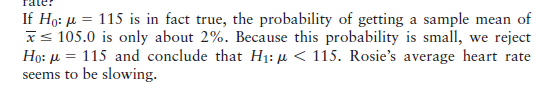 rate?
If H₀: μ = 115 is in fact true, the probability of getting a sample mean of
x̄ ≤ 105.0 is only about 2%. Because this probability is small, we reject
H₀: μ = 115 and conclude that H₁: μ < 115. Rosie's average heart rate
seems to be slowing.